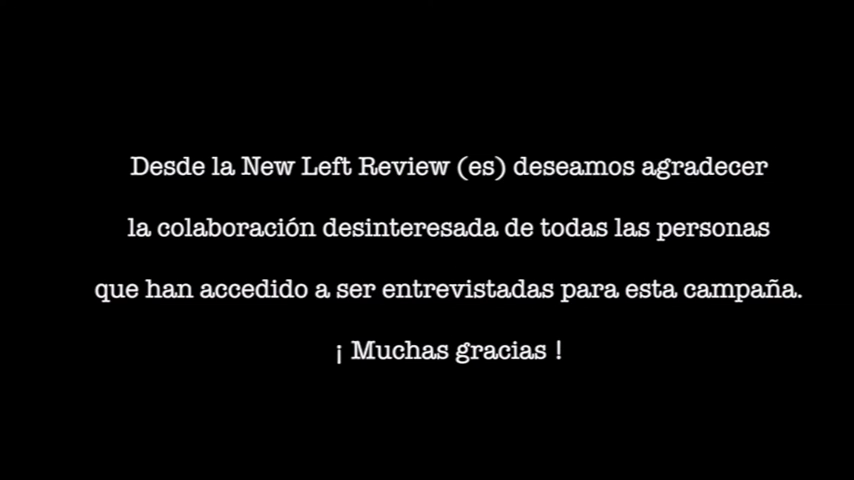 Desde la New Left Review (es) deseamos agradecer
la colaboración desinteresada de todas las personas
que han accedido a ser entrevistadas para esta campaña.
¡ Muchas gracias !